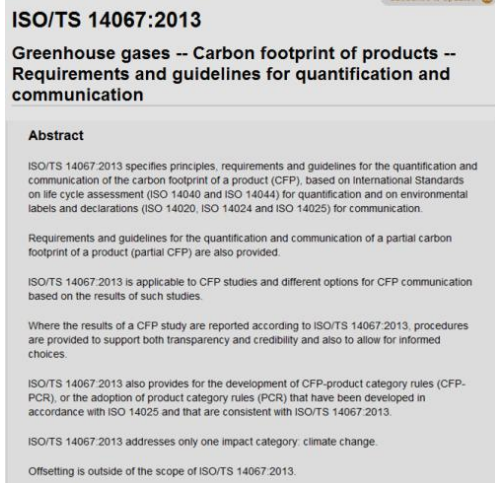 ISO/TS 14067:2013
Greenhouse gases -- Carbon footprint of products --
Requirements and guidelines for quantification and
communication
Abstract
ISO/TS 14067:2013 specifies principles, requirements and guidelines for the quantification and
communication of the carbon footprint of a product (CFP), based on International Standards
on life cycle assessment (ISO 14040 and ISO 14044) for quantification and on environmental
labels and declarations (ISO 14020, ISO 14024 and ISO 14025) for communication.
Requirements and guidelines for the quantification and communication of a partial carbon
footprint of a product (partial CFP) are also provided.
ISO/TS 14067:2013 is applicable to CFP studies and different options for CFP communication
based on the results of such studies.
Where the results of a CFP study are reported according to ISO/TS 14067:2013, procedures
are provided to support both transparency and credibility and also to allow for informed
choices.
ISO/TS 14067:2013 also provides for the development of CFP-product category rules (CFP-
PCR), or the adoption of product category rules (PCR) that have been developed in
accordance with ISO 14025 and that are consistent with ISO/TS 14067:2013.
ISO/TS 14067:2013 addresses only one impact category: climate change.
Offsetting is outside of the scope of ISO/TS 14067:2013.